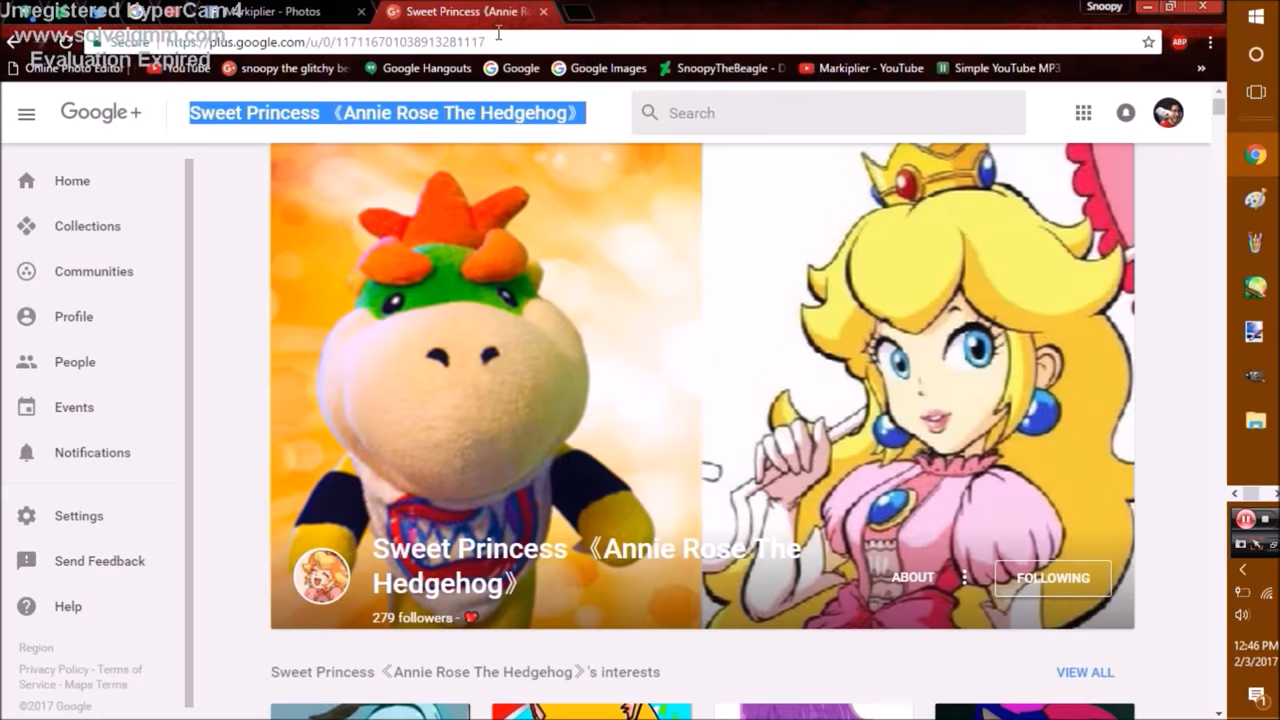 Unregistered HyperCam 4
Markiplier - Photos
Sweet Princess《Annie R
Snoopy
www.solveigmm.com
Secure
https://plus.google.com/u/0/117116701038913281117
ABP
Evaluation Expired
Online Photo Editor
YouTube
snoopy the glitchy be
Google Hangouts
Google
Google Images
SnoopyTheBeagle - D
Markiplier - YouTube
Simple YouTube MP3
»
Google+
Sweet Princess 《Annie Rose The Hedgehog》
Search
Home
Collections
Communities
Profile
People
Events
Notifications
Settings
Send Feedback
Help
Region
Privacy Policy - Terms of
Service - Maps Terms
©2017 Google
Sweet Princess 《Annie Rose The
Hedgehog》
279 followers - ❤
ABOUT
FOLLOWING
Sweet Princess 《Annie Rose The Hedgehog》's interests
VIEW ALL
12:46 PM
2/3/2017
1